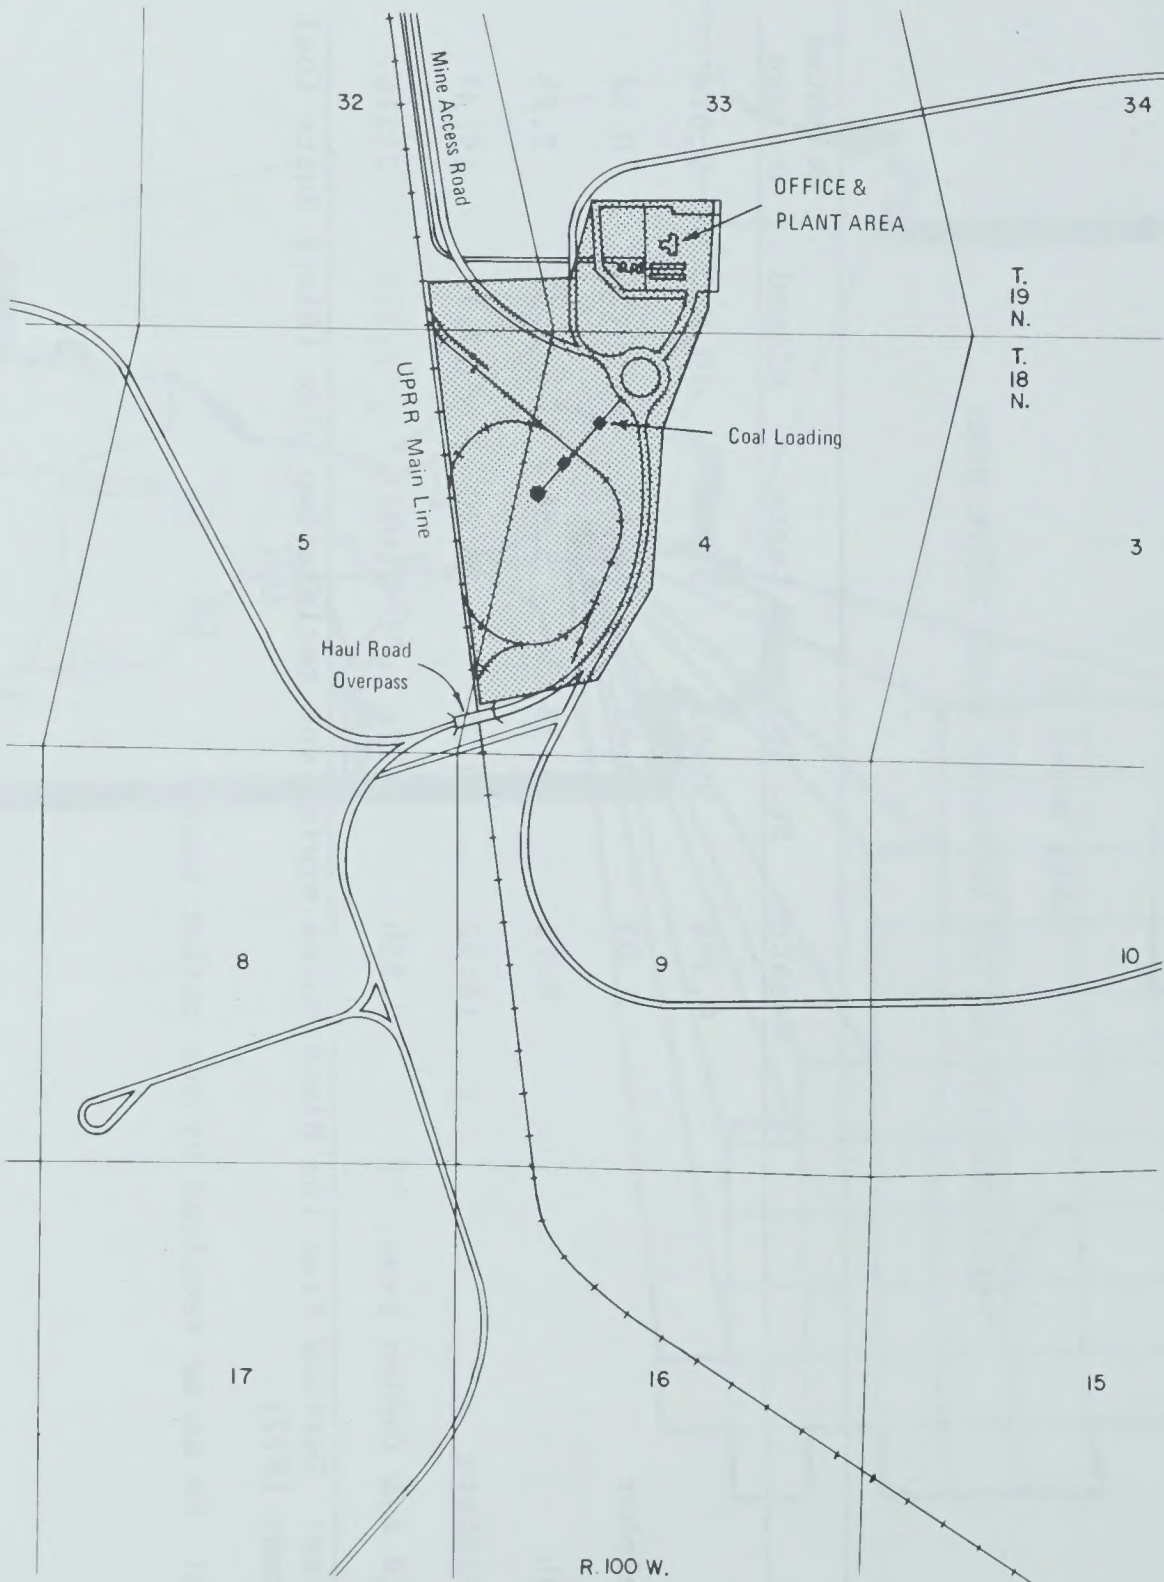 32
33
34
Mine Access Road
OFFICE &
PLANT AREA
T.
19
N.
T.
18
N.
UPRR Main Line
Coal Loading
5
4
3
Haul Road
Overpass
8
9
10
17
16
15
R. 100 W.